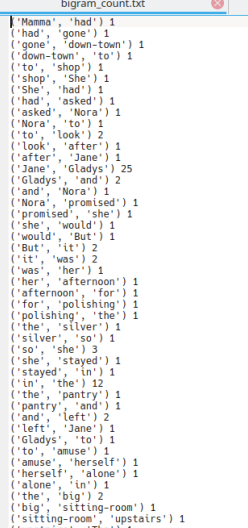 bigram_count.txt
('Mamma', 'had') 1
('had', 'gone') 1
('gone', 'down-town') 1
('down-town', 'to') 1
('to', 'shop') 1
('shop', 'She') 1
('She', 'had') 1
('had', 'asked') 1
('asked', 'Nora') 1
('Nora', 'to') 1
('to', 'look') 2
('look', 'after') 1
('after', 'Jane') 1
('Jane', 'Gladys') 25
('Gladys', 'and') 2
('and', 'Nora') 1
('Nora', 'promised') 1
('promised', 'she') 1
('she', 'would') 1
('would', 'But') 1
('But', 'it') 2
('it', 'was') 2
('was', 'her') 1
('her', 'afternoon') 1
('afternoon', 'for') 1
('for', 'polishing') 1
('polishing', 'the') 1
('the', 'silver') 1
('silver', 'so') 1
('so', 'she') 3
('she', 'stayed') 1
('stayed', 'in') 1
('in', 'the') 12
('the', 'pantry') 1
('pantry', 'and') 1
('and', 'left') 2
('left', 'Jane') 1
('Gladys', 'to') 1
('to', 'amuse') 1
('amuse', 'herself') 1
('herself', 'alone') 1
('alone', 'in') 1
('the', 'big') 2
('big', 'sitting-room') 1
('sitting-room', 'upstairs') 1